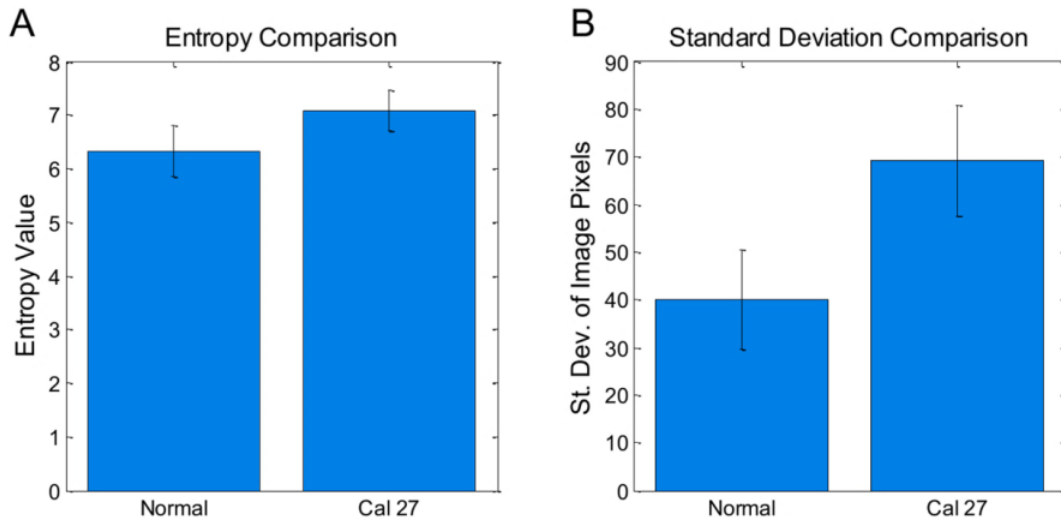 A
Entropy Comparison
Entropy Value
8
7
6
5
4
3
2
1
0
Normal
Cal 27
B
Standard Deviation Comparison
St. Dev. of Image Pixels
90
80
70
60
50
40
30
20
10
0
Normal
Cal 27